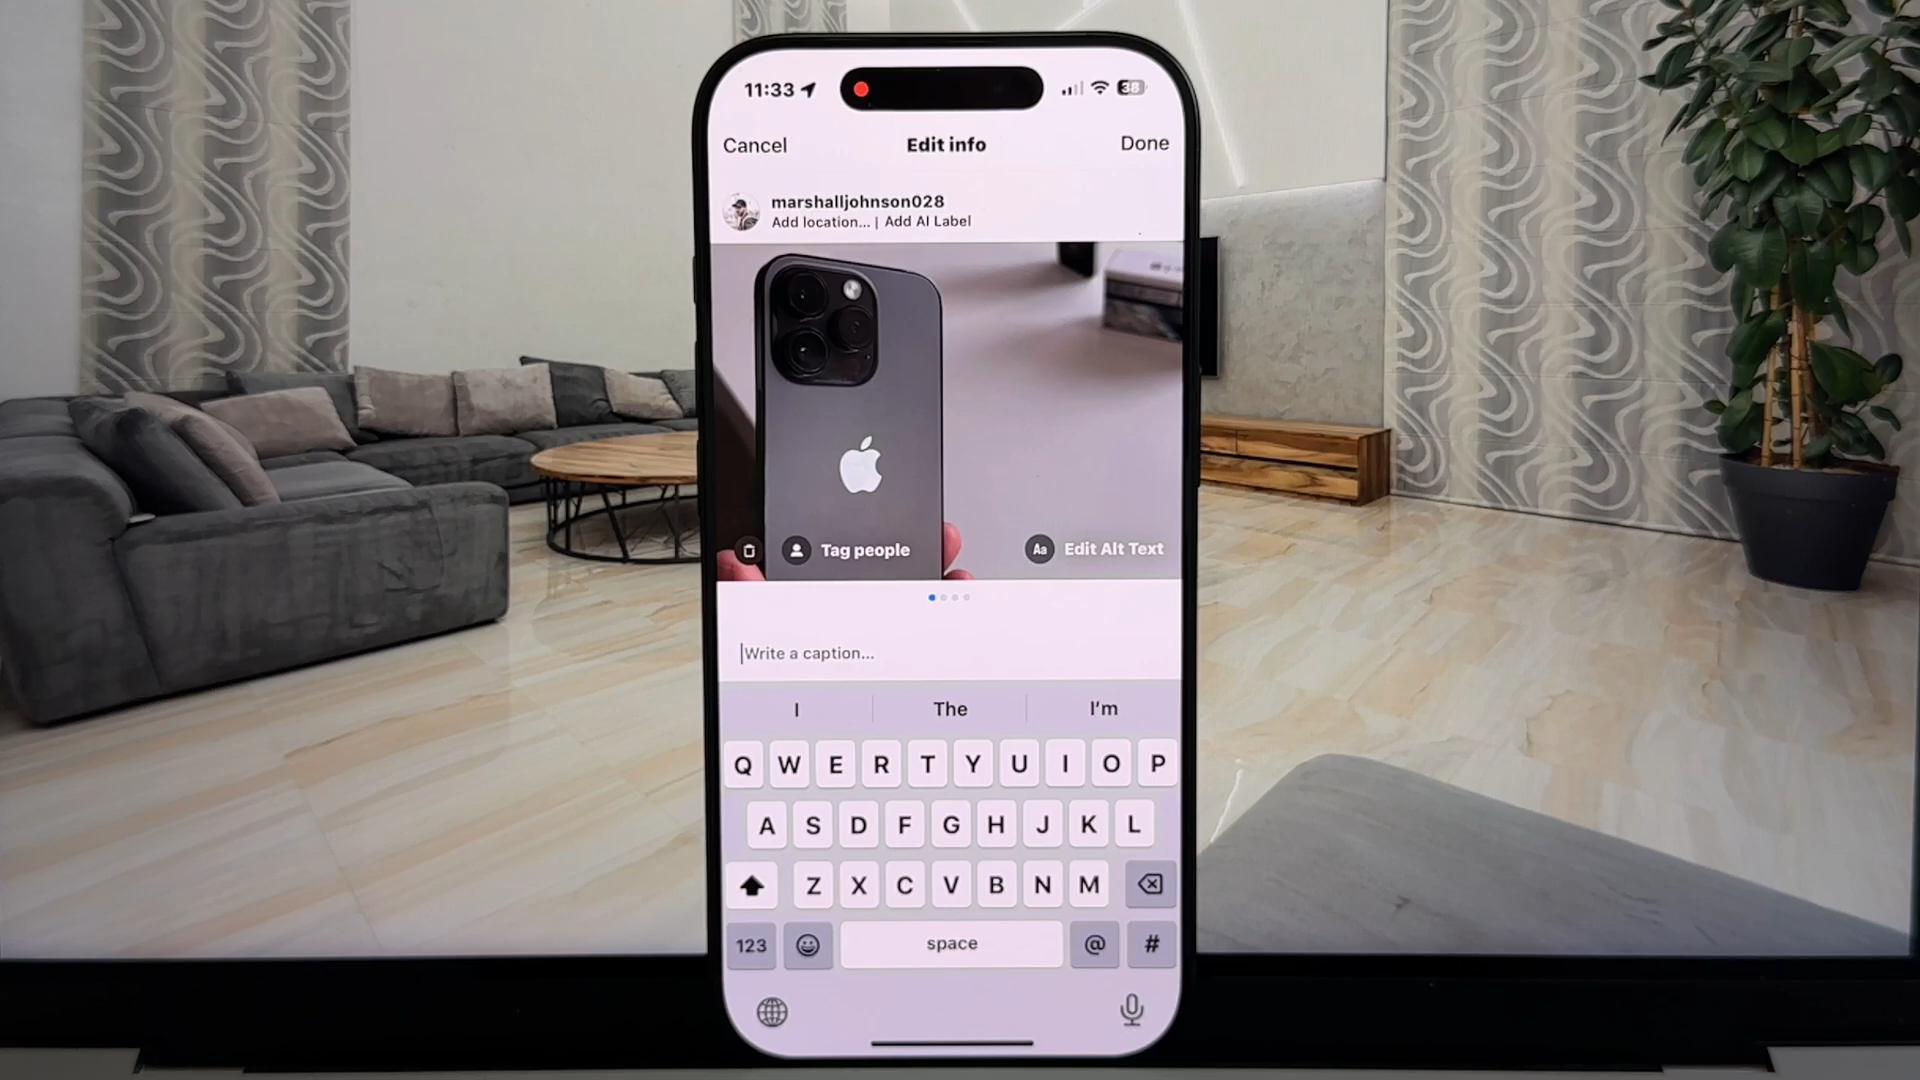 11:33
38
Cancel
Edit info
Done
marshalljohnson028
Add location... | Add AI Label
Tag people
Aa
Edit Alt Text
Write a caption...
I
The
I'm
Q W E R T Y U I O P
A S D F G H J K L
Z X C V B N M
123
space
@
#